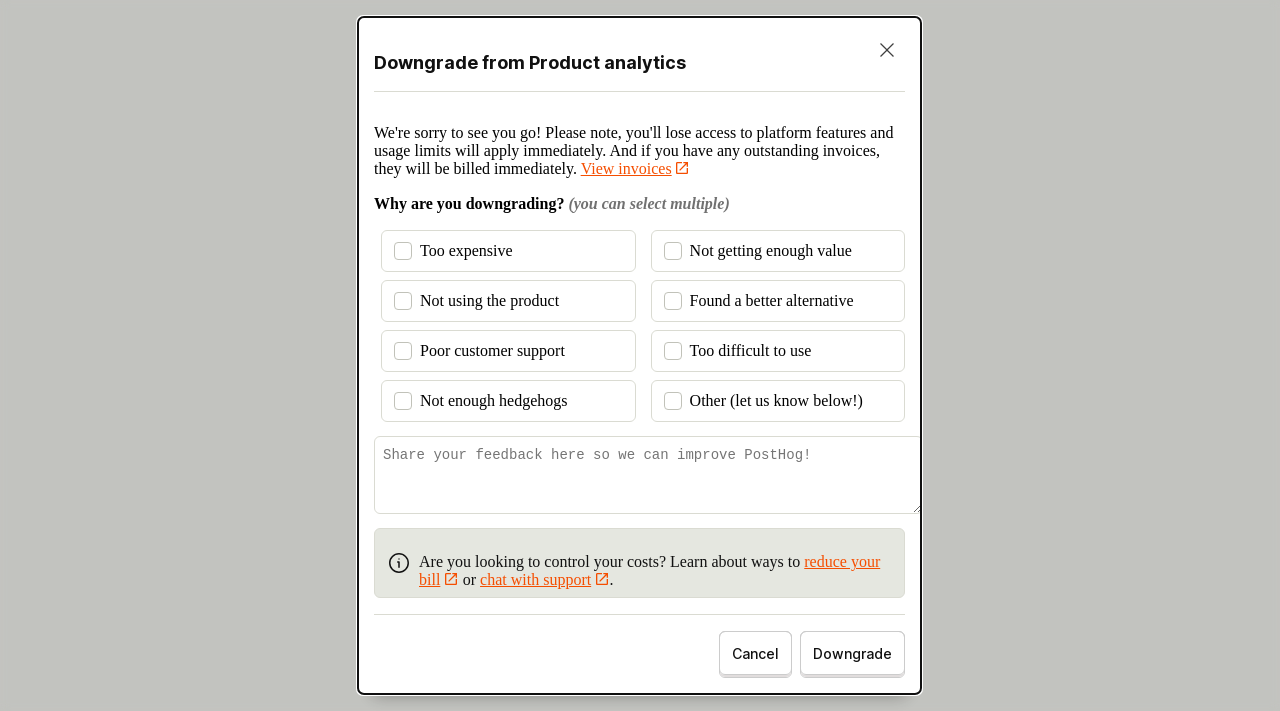 Downgrade from Product analytics
We're sorry to see you go! Please note, you'll lose access to platform features and
usage limits will apply immediately. And if you have any outstanding invoices,
they will be billed immediately. View invoices
Why are you downgrading? (you can select multiple)
Too expensive
Not getting enough value
Not using the product
Found a better alternative
Poor customer support
Too difficult to use
Not enough hedgehogs
Other (let us know below!)
Share your feedback here so we can improve PostHog!
Are you looking to control your costs? Learn about ways to reduce your
bill or chat with support.
Cancel
Downgrade